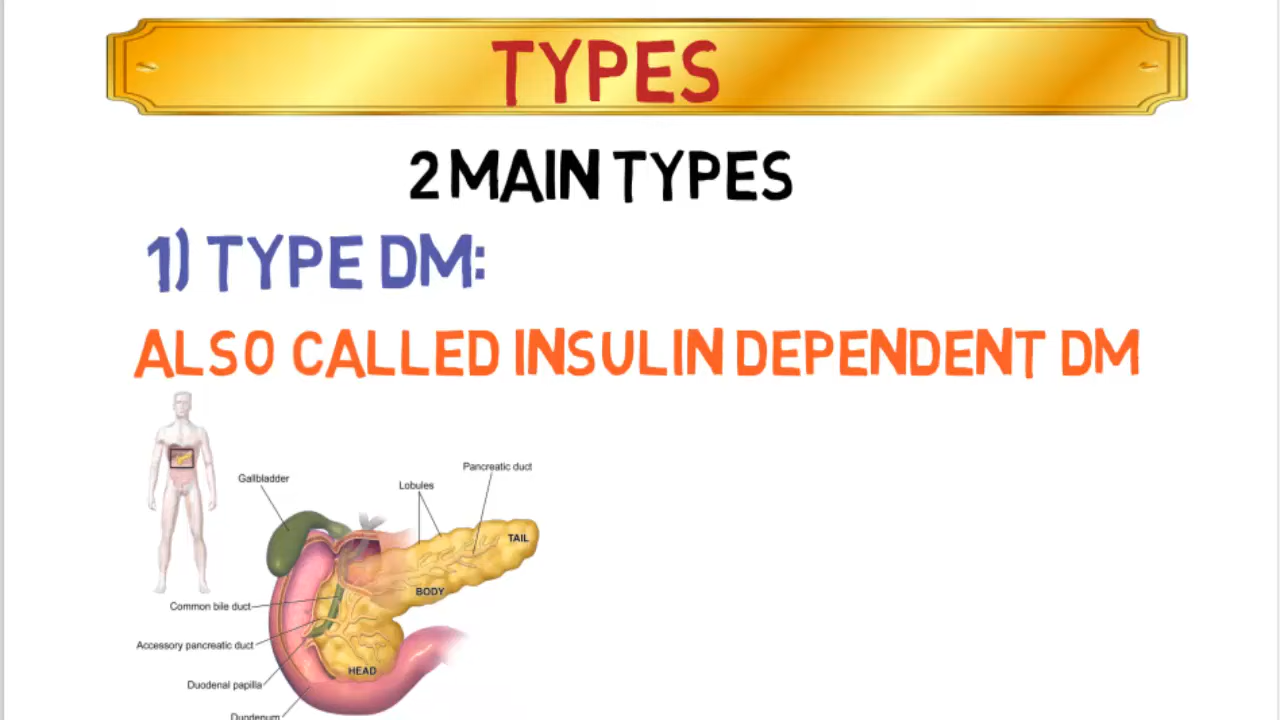 TYPES
2 MAIN TYPES
1) TYPE DM:
ALSO CALLED INSULIN DEPENDENT DM
Pancreatic duct
Gallbladder
Lobules
TAIL
BODY
Common bile duct
Accessory pancreatic duct
HEAD
Duodenal papilla
Duodenum